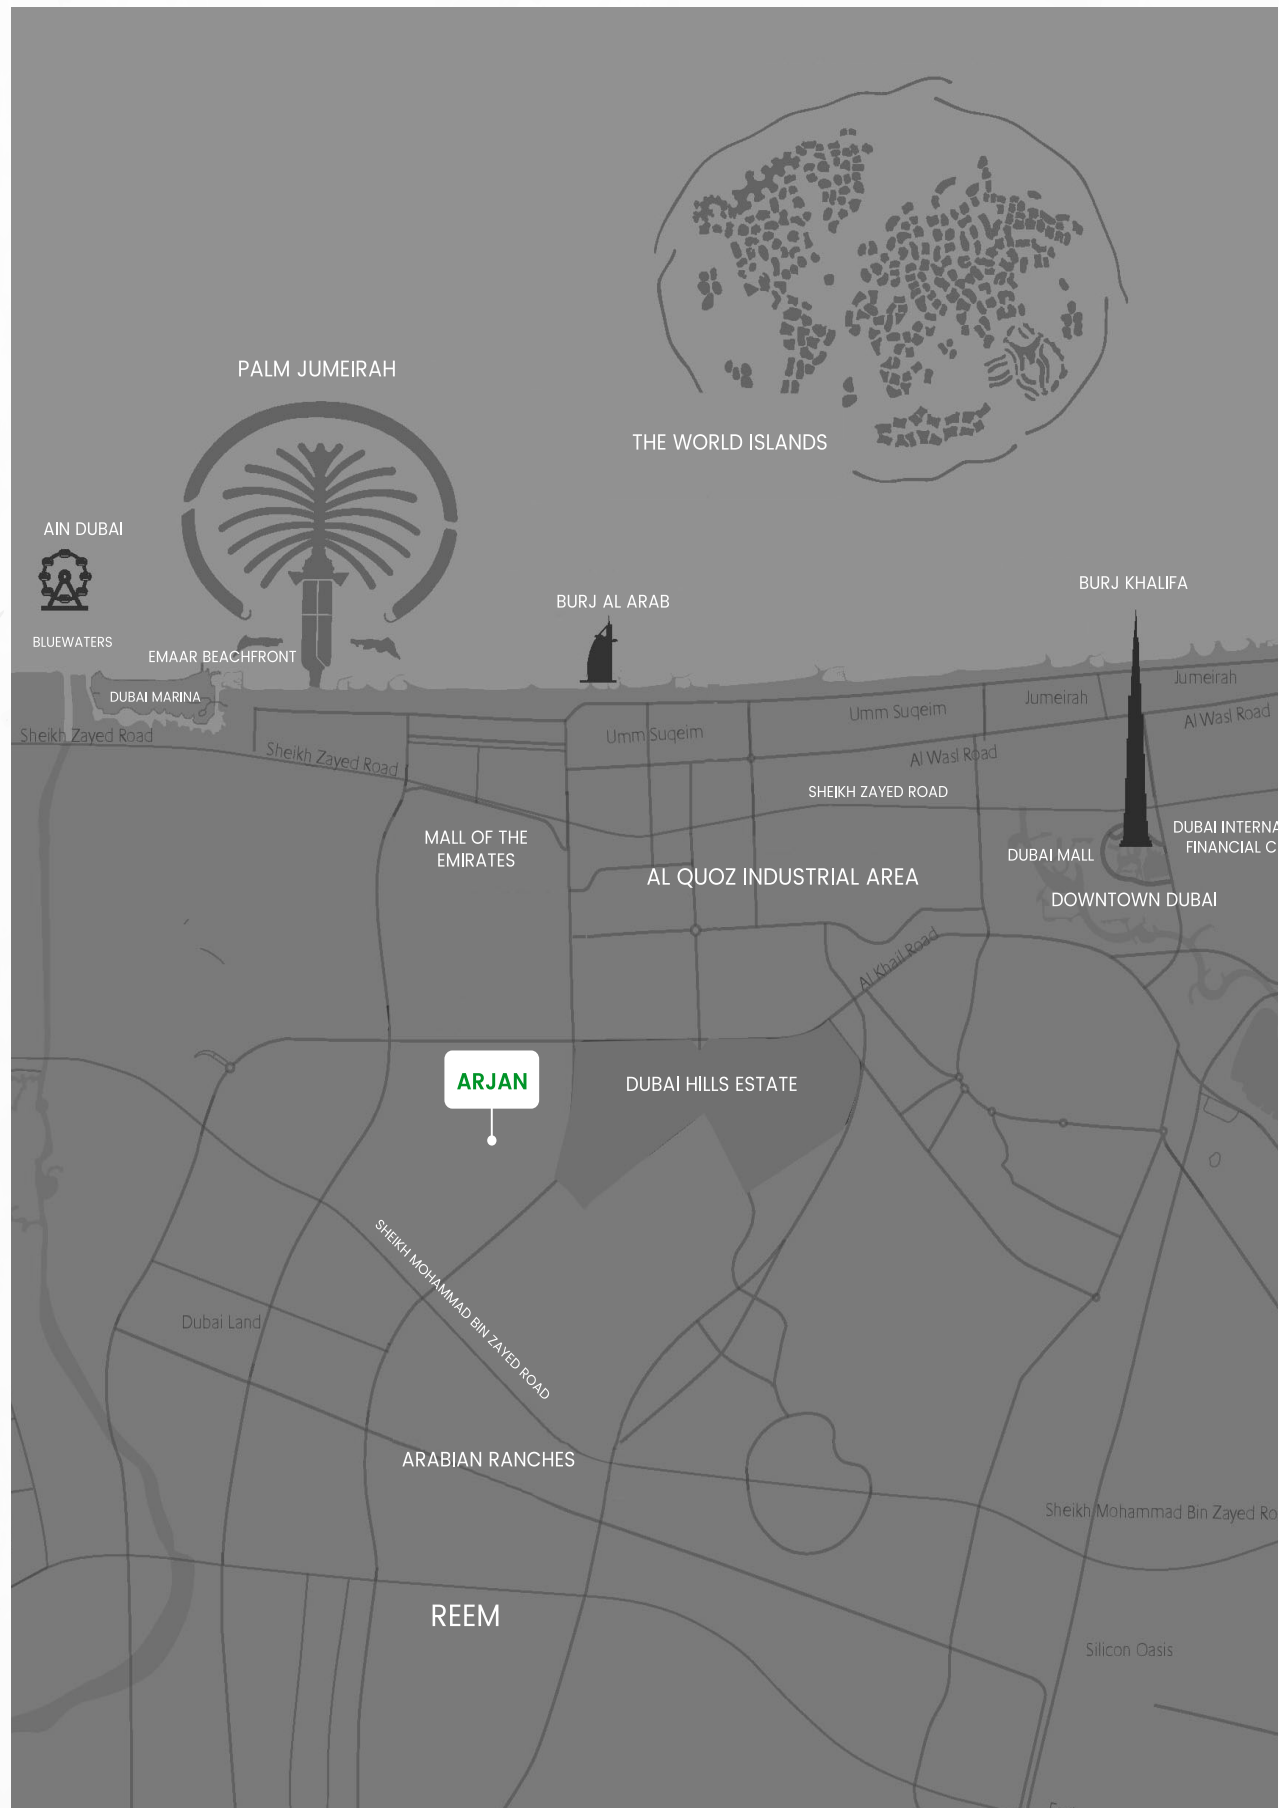 PALM JUMEIRAH
THE WORLD ISLANDS
AIN DUBAI
BURJ KHALIFA
BURJ AL ARAB
BLUEWATERS
EMAAR BEACHFRONT
DUBAI MARINA
Jumeirah
Jumeirah
Umm Suqeim
Al Wasl Road
Sheikh Zayed Road
Umm Suqeim
Sheikh Zayed Road
Al Wasl Road
SHEIKH ZAYED ROAD
MALL OF THE
EMIRATES
DUBAI INTERNA
FINANCIAL C
DUBAI MALL
AL QUOZ INDUSTRIAL AREA
DOWNTOWN DUBAI
Al Khail Road
ARJAN
DUBAI HILLS ESTATE
SHEIKH MOHAMMAD BIN ZAYED ROAD
Dubai Land
ARABIAN RANCHES
Sheikh Mohammad Bin Zayed Ro
REEM
Silicon Oasis